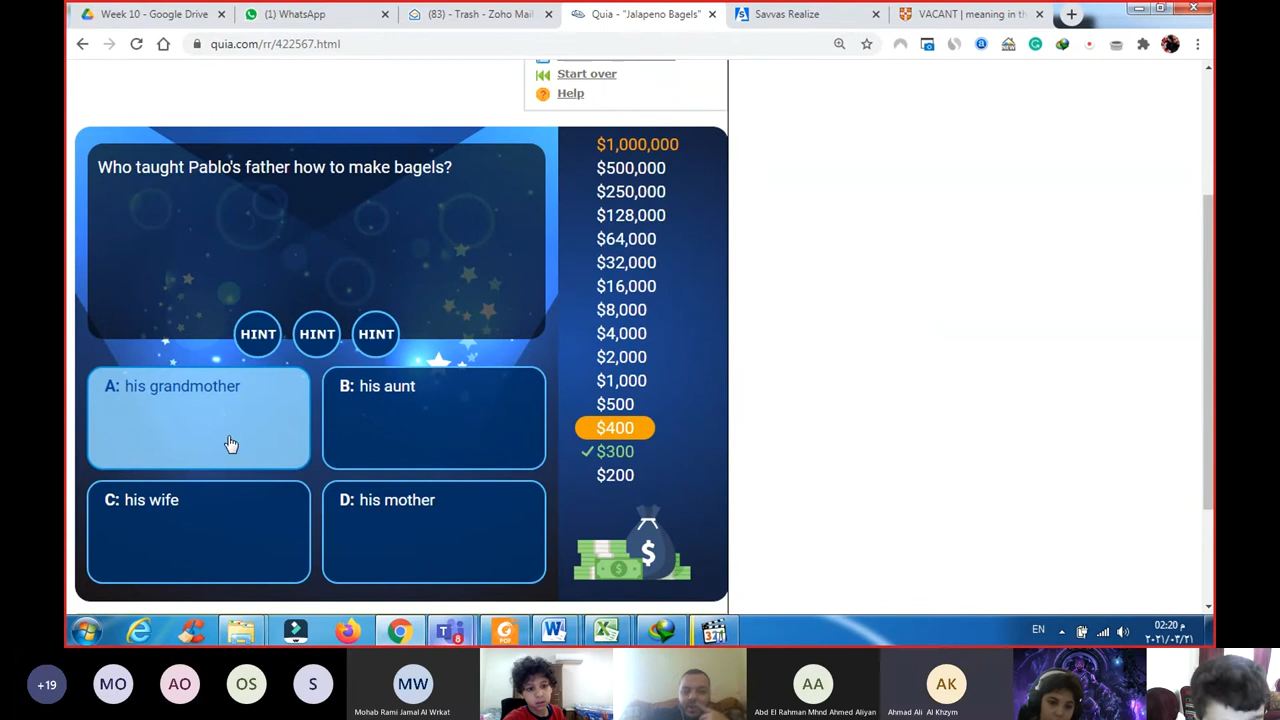 Week 10 - Google Drive
(1) WhatsApp
(83) - Trash - Zoho Mail
Quia - "Jalapeno Bagels"
Savvas Realize
VACANT | meaning in th
quia.com/rr/422567.html
Start over
Help
Who taught Pablo's father how to make bagels?
HINT HINT HINT
A: his grandmother
B: his aunt
C: his wife
D: his mother
$1,000,000
$500,000
$250,000
$128,000
$64,000
$32,000
$16,000
$8,000
$4,000
$2,000
$1,000
$500
$400
$300
$200
EN
02:20 م
٢٠٢١/٠٣/٢١
+19
MO
AO
OS
S
MW
Mohab Rami Jamal Al Wrkat
AA
Abd El Rahman Mhnd Ahmed Aliyan
AK
Ahmad Ali Al Khzym